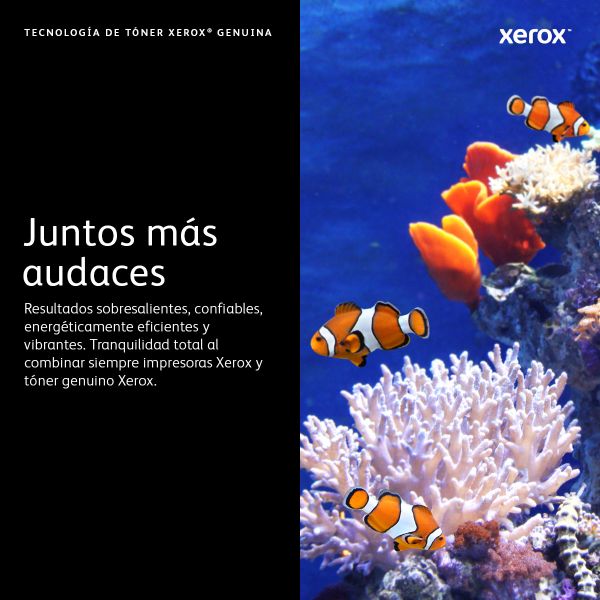 TECNOLOGÍA DE TÓNER XEROX® GENUINA
xerox™
Juntos más
audaces
Resultados sobresalientes, confiables,
energéticamente eficientes y
vibrantes. Tranquilidad total al
combinar siempre impresoras Xerox y
tóner genuino Xerox.